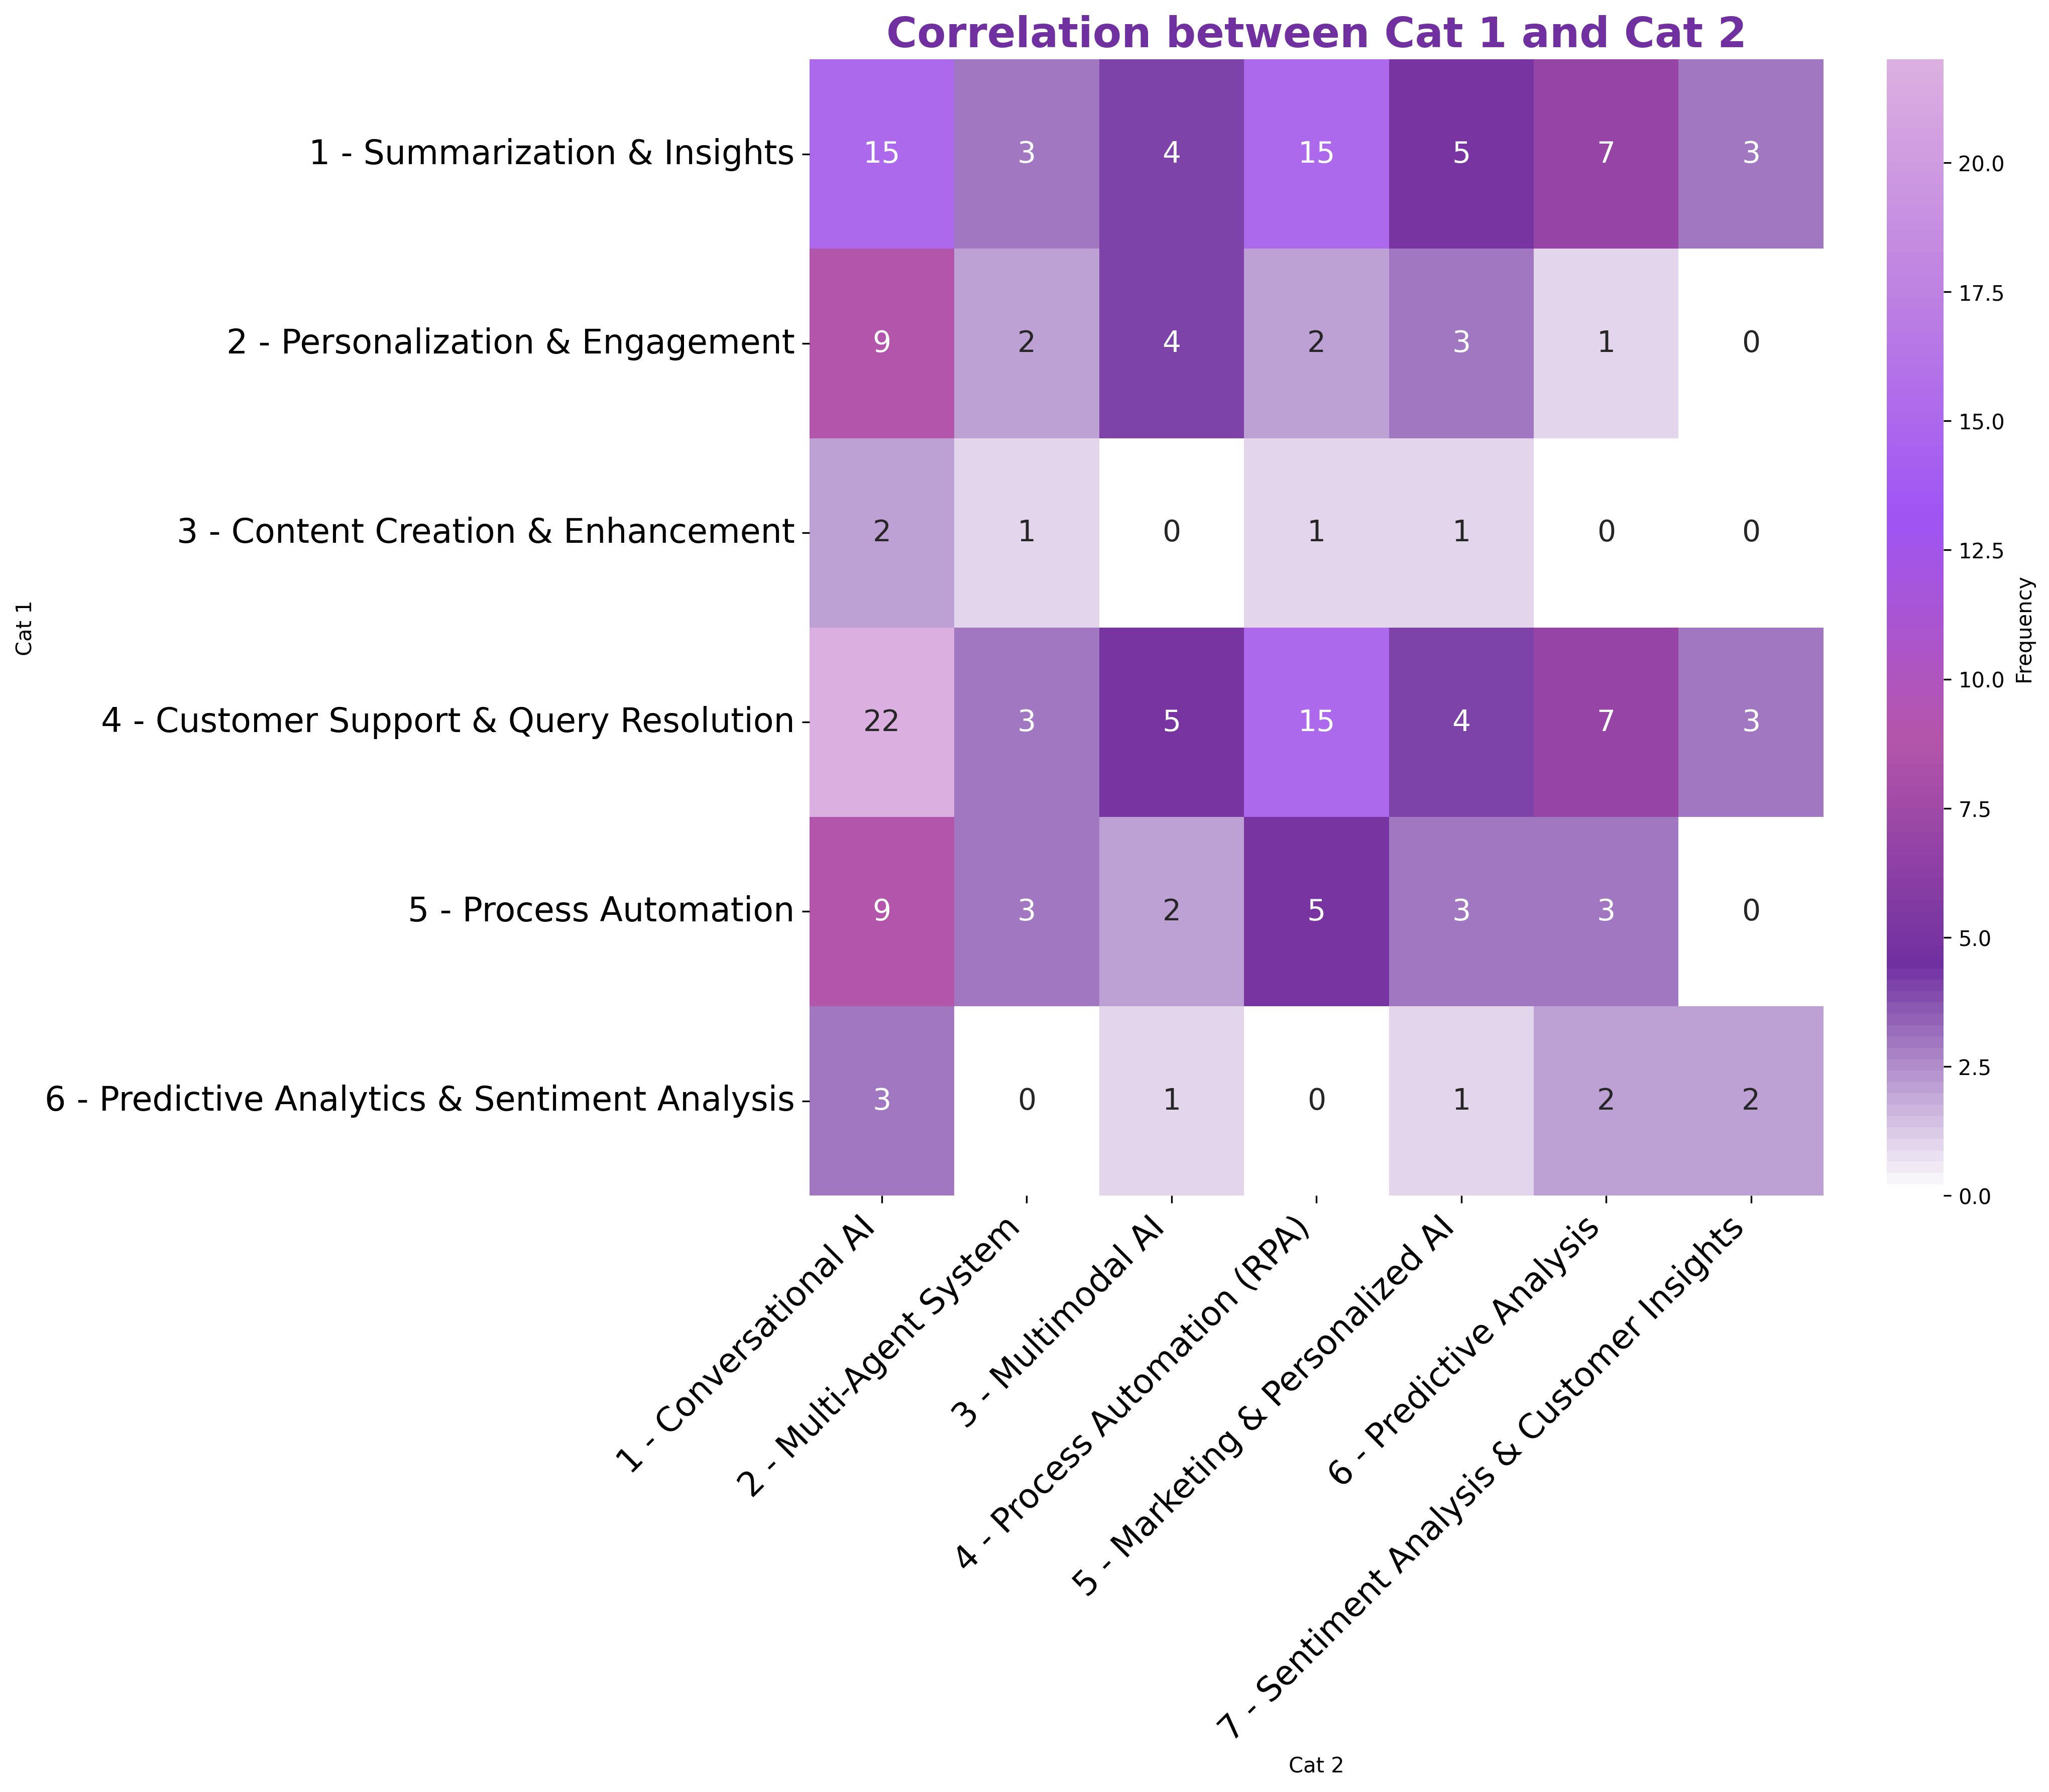 Correlation between Cat 1 and Cat 2
1 - Summarization & Insights 15 3 4 15 5 7 3
2 - Personalization & Engagement 9 2 4 2 3 1 0
3 - Content Creation & Enhancement 2 1 0 1 1 0 0
4 - Customer Support & Query Resolution 22 3 5 15 4 7 3
5 - Process Automation 9 3 2 5 3 3 0
6 - Predictive Analytics & Sentiment Analysis 3 0 1 0 1 2 2
Cat 1
1 - Conversational AI
2 - Multi-Agent System
3 - Multimodal AI
4 - Process Automation (RPA)
5 - Marketing & Personalized AI
6 - Predictive Analysis
7 - Sentiment Analysis & Customer Insights
Cat 2
20.0
17.5
15.0
12.5
10.0
7.5
5.0
2.5
0.0
Frequency